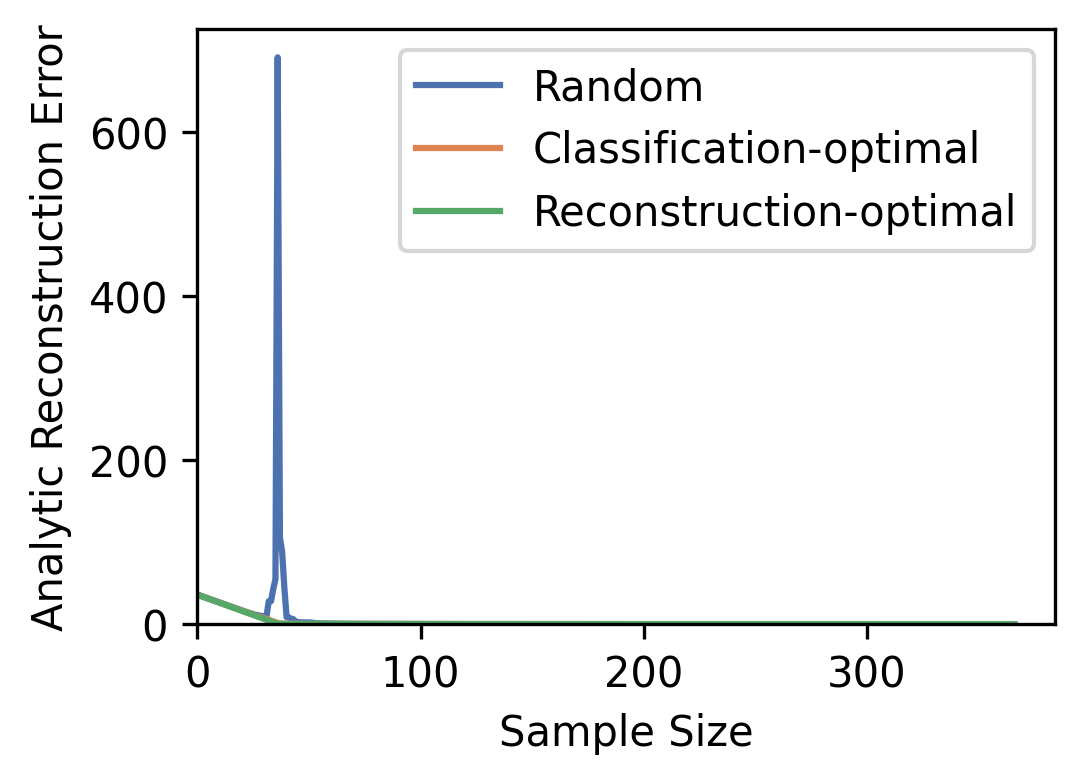 Analytic Reconstruction Error
600
400
200
0
Random
Classification-optimal
Reconstruction-optimal
0 100 200 300
Sample Size